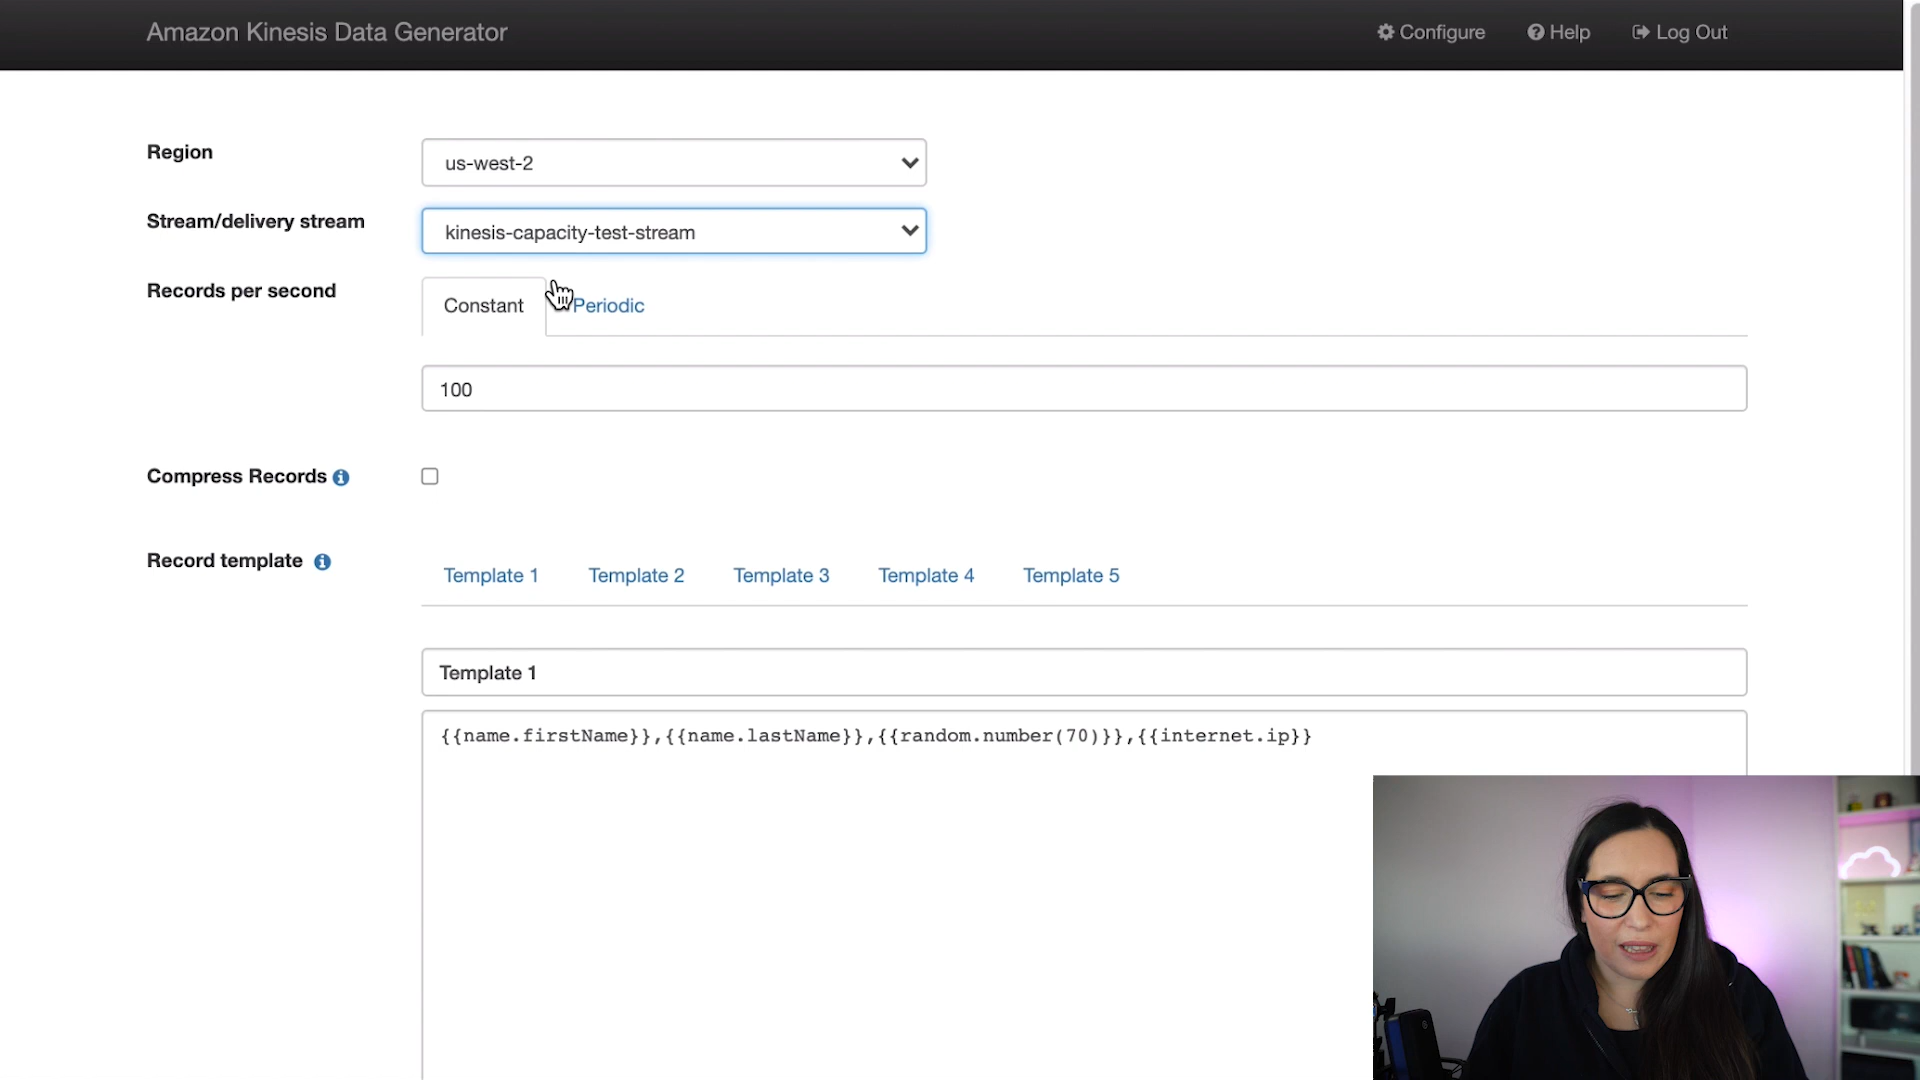 Amazon Kinesis Data Generator
Configure
Help
Log Out
Region
us-west-2
Stream/delivery stream
kinesis-capacity-test-stream
Records per second
Constant
Periodic
100
Compress Records
Record template
Template 1
Template 2
Template 3
Template 4
Template 5
Template 1
{{name.firstName}},{{name.lastName}},{{random.number(70)}},{{internet.ip}}